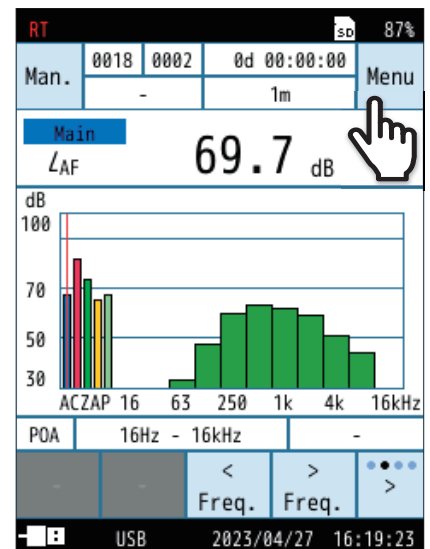 RT SD 87%
Man. 0018 0002 0d 00:00:00 Menu
- 1m
Main
LAF 69.7 dB
dB
100
70
50
30
ACZAP 16 63 250 1k 4k 16kHz
POA 16Hz - 16kHz -
- - < > >
Freq. Freq.
USB 2023/04/27 16:19:23